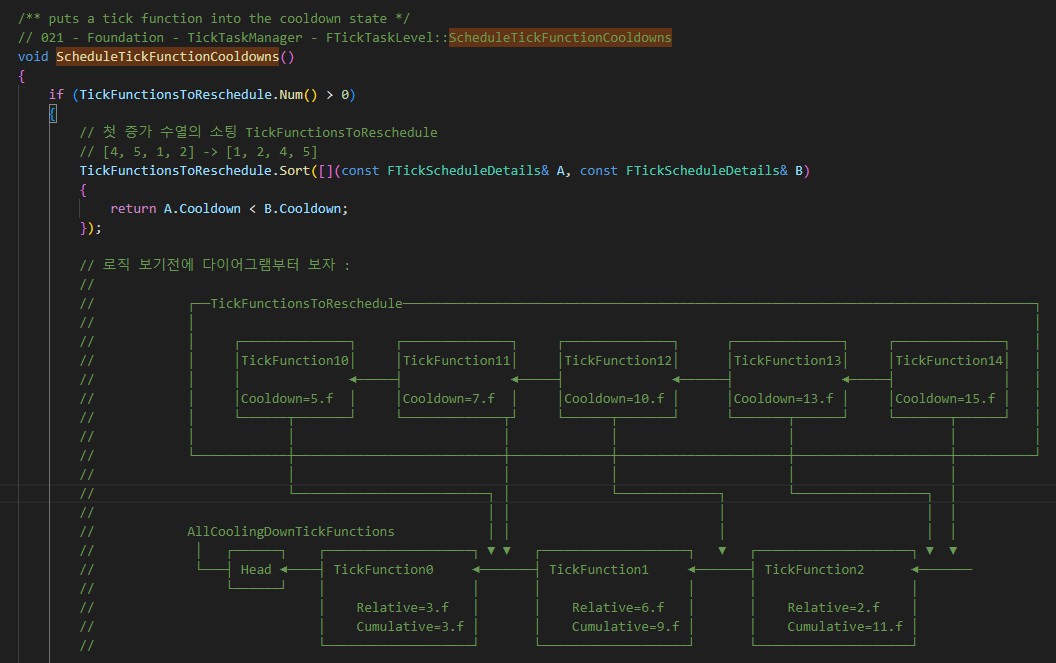 /** puts a tick function into the cooldown state */
// 021 - Foundation - TickTaskManager - FTickTaskLevel::ScheduleTickFunctionCooldowns
void ScheduleTickFunctionCooldowns()
{
if (TickFunctionsToReschedule.Num() > 0)
{
// 첫 증가 수열의 소팅 TickFunctionsToReschedule
// [4, 5, 1, 2] -> [1, 2, 4, 5]
TickFunctionsToReschedule.Sort([](const FTickScheduleDetails& A, const FTickScheduleDetails& B)
{
return A.Cooldown < B.Cooldown;
});
// 로직 보기전에 다이어그램부터 보자 :
//
// TickFunctionsToReschedule
//
//
// TickFunction10 TickFunction11 TickFunction12 TickFunction13 TickFunction14
//
// Cooldown=5.f Cooldown=7.f Cooldown=10.f Cooldown=13.f Cooldown=15.f
//
//
//
//
//
//
// AllCoolingDownTickFunctions
//
// Head TickFunction0 TickFunction1 TickFunction2
//
// Relative=3.f Relative=6.f Relative=2.f
// Cumulative=3.f Cumulative=9.f Cumulative=11.f
//